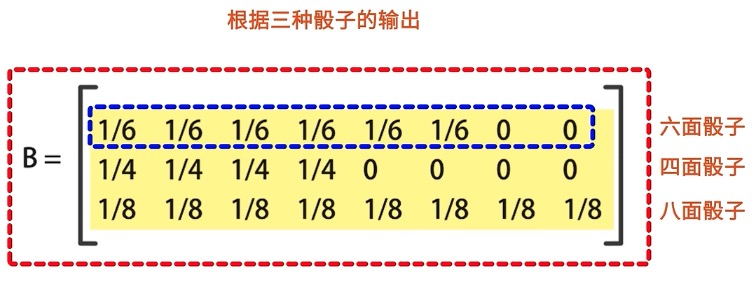 根据三种骰子的输出
1/6 1/6 1/6 1/6 1/6 1/6 0 0 六面骰子
B = 1/4 1/4 1/4 1/4 0 0 0 0 四面骰子
1/8 1/8 1/8 1/8 1/8 1/8 1/8 1/8 八面骰子